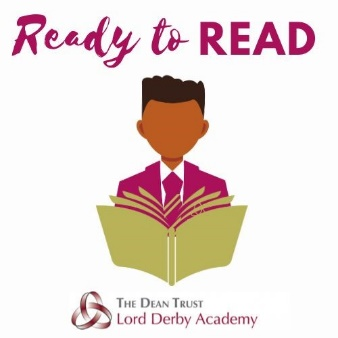 Ready to READ
THE DEAN TRUST
Lord Derby Academy